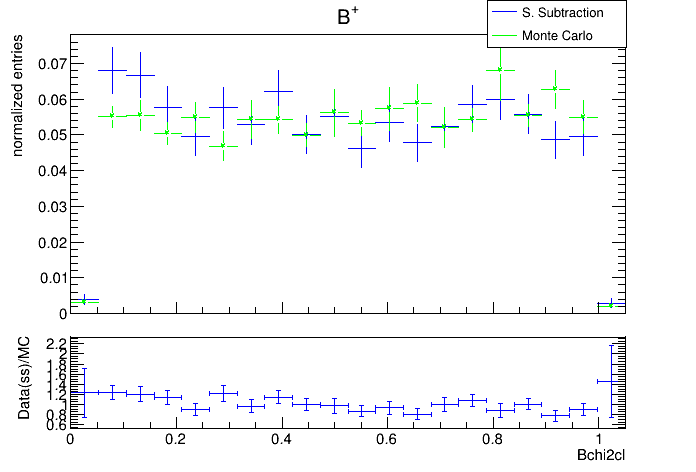 B+
S. Subtraction
Monte Carlo
normalized entries
0.07
0.06
0.05
0.04
0.03
0.02
0.01
0
Data(ss)/MC
2.2
2
1.8
1.6
1.4
1.2
1
0.8
0.6
0 0.2 0.4 0.6 0.8 1
Bchi2cl